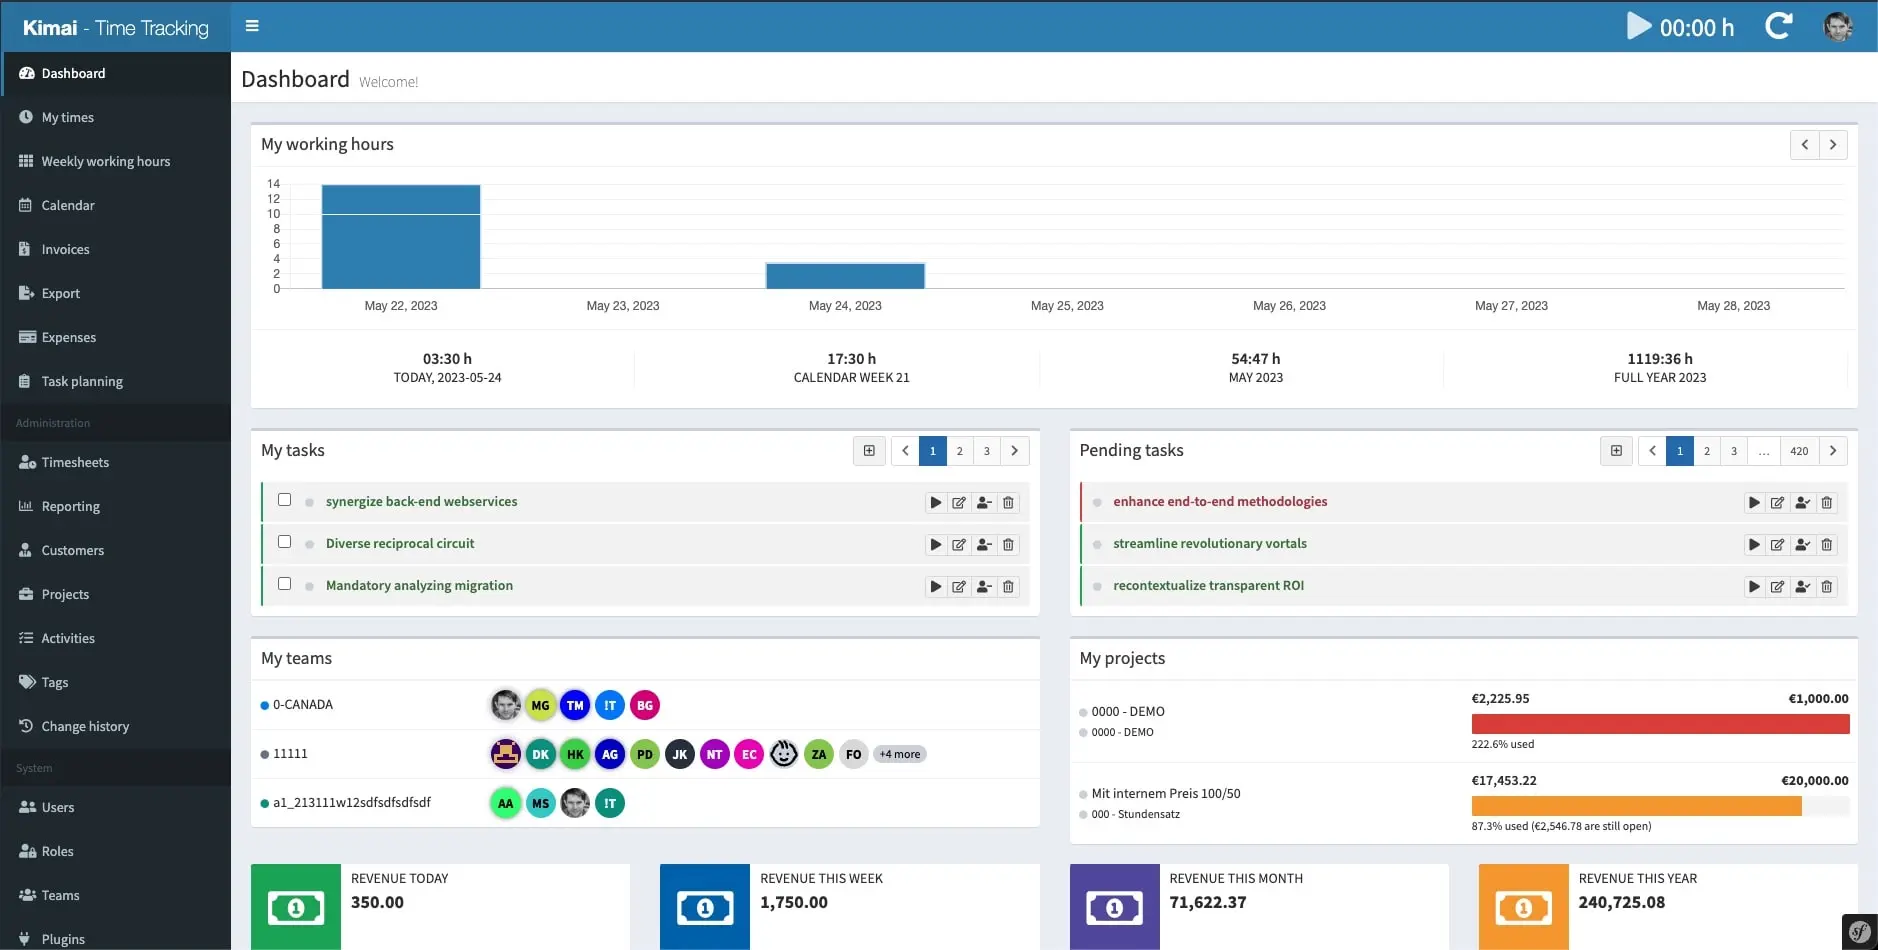 Kimai - Time Tracking
00:00 h
Dashboard
My times
Weekly working hours
Calendar
Invoices
Export
Expenses
Task planning
Administration
Timesheets
Reporting
Customers
Projects
Activities
Tags
Change history
System
Users
Roles
Teams
Plugins
Dashboard Welcome!
My working hours
14
12
10
8
6
4
2
0
May 22, 2023 May 23, 2023 May 24, 2023 May 25, 2023 May 26, 2023 May 27, 2023 May 28, 2023
03:30 h 17:30 h 54:47 h 1119:36 h
TODAY, 2023-05-24 CALENDAR WEEK 21 MAY 2023 FULL YEAR 2023
My tasks 1 2 3
synergize back-end webservices
Diverse reciprocal circuit
Mandatory analyzing migration
Pending tasks 1 2 3 ... 420
enhance end-to-end methodologies
streamline revolutionary vortals
recontextualize transparent ROI
My teams
0-CANADA MG TM !T BG
11111 DK HK AG PD JK NT EC ZA FO +4 more
a1_213111w12sdfsdfsdfsdf AA MS !T
My projects
0000 - DEMO
0000 - DEMO
€2,225.95 €1,000.00
222.6% used
Mit internem Preis 100/50
000 - Stundensatz
€17,453.22 €20,000.00
87.3% used (€2,546.78 are still open)
1
REVENUE TODAY
350.00
1
REVENUE THIS WEEK
1,750.00
1
REVENUE THIS MONTH
71,622.37
1
REVENUE THIS YEAR
240,725.08
sf